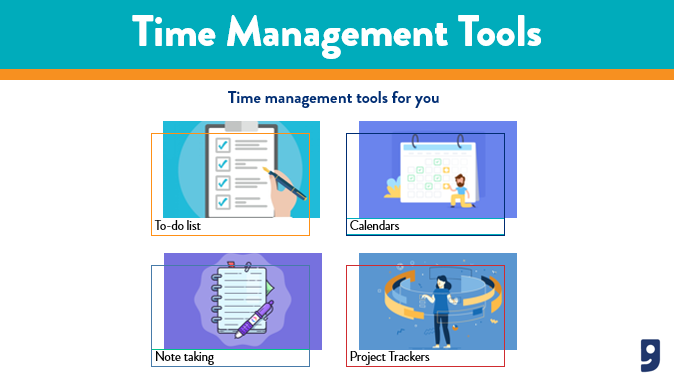 Time Management Tools
Time management tools for you
To-do list
Calendars
Note taking
Project Trackers